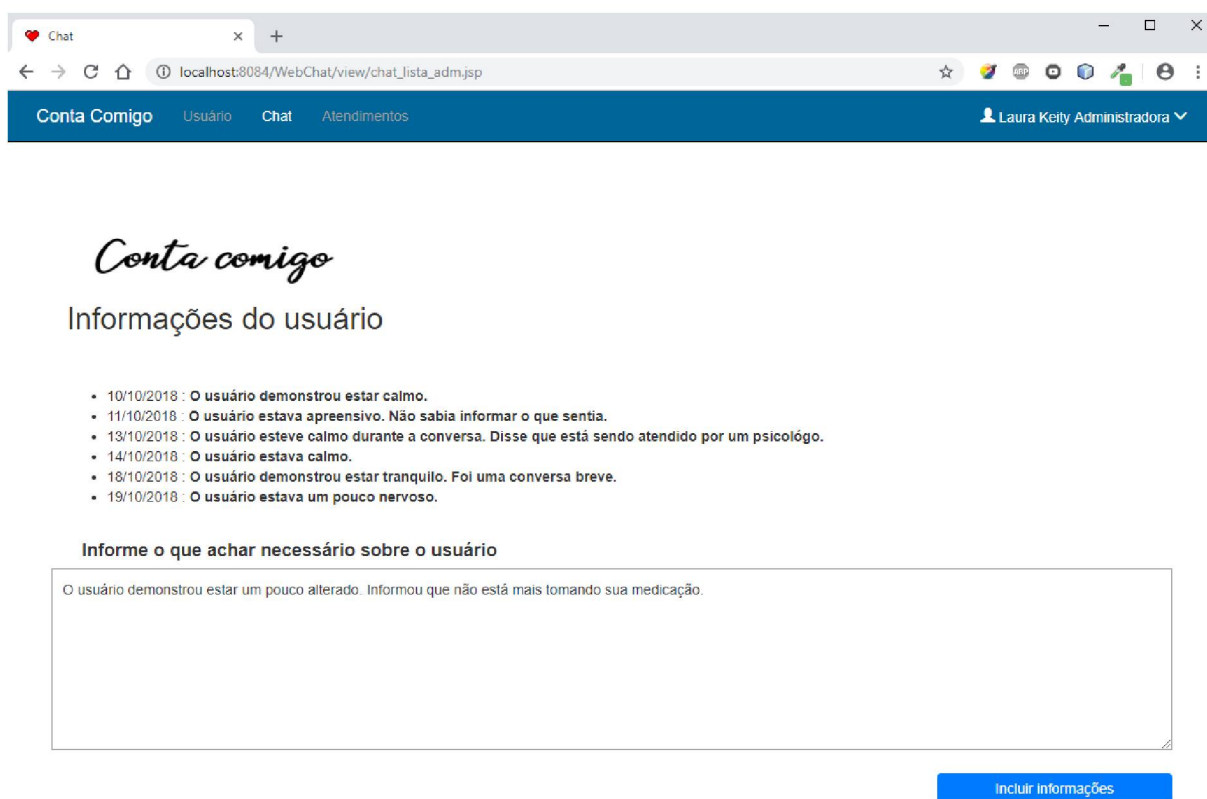 Chat
localhost:8084/WebChat/view/chat_lista_adm.jsp
ABP
Conta Comigo Usuário Chat Atendimentos Laura Keity Administradora
Conta comigo
Informações do usuário
10/10/2018 : O usuário demonstrou estar calmo.
11/10/2018 : O usuário estava apreensivo. Não sabia informar o que sentia.
13/10/2018 : O usuário esteve calmo durante a conversa. Disse que está sendo atendido por um psicológo.
14/10/2018 : O usuário estava calmo.
18/10/2018 : O usuário demonstrou estar tranquilo. Foi uma conversa breve.
19/10/2018 : O usuário estava um pouco nervoso.
Informe o que achar necessário sobre o usuário
O usuário demonstrou estar um pouco alterado. Informou que não está mais tomando sua medicação.
Incluir informações